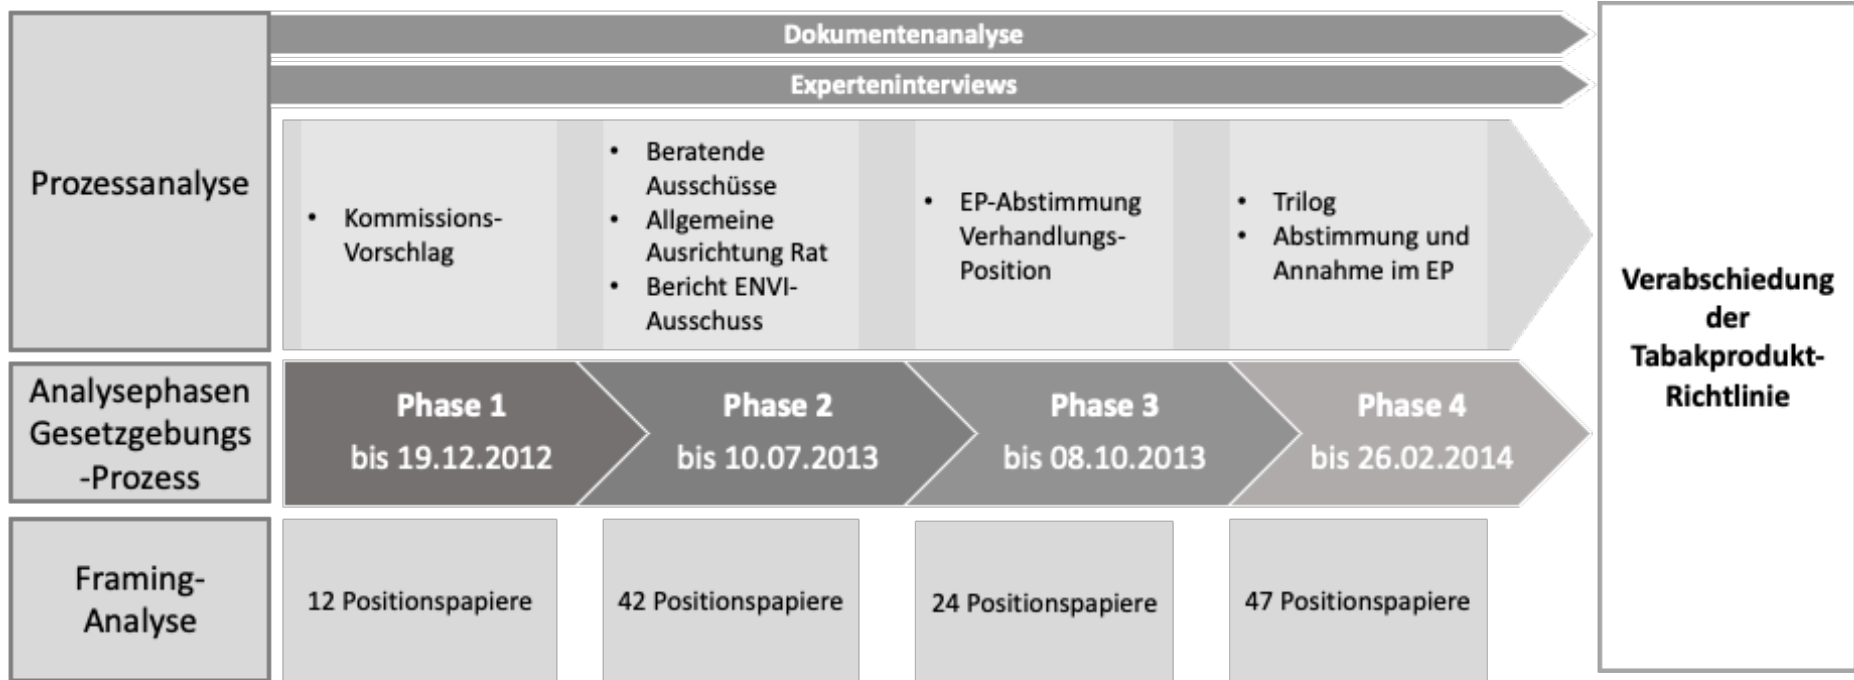 Dokumentenanalyse
Experteninterviews
Prozessanalyse
• Kommissions-
Vorschlag
• Beratende
Ausschüsse
• Allgemeine
Ausrichtung Rat
• Bericht ENVI-
Ausschuss
• EP-Abstimmung
Verhandlungs-
Position
• Trilog
• Abstimmung und
Annahme im EP
Analysephasen
Gesetzgebungs
-Prozess
Phase 1
bis 19.12.2012
Phase 2
bis 10.07.2013
Phase 3
bis 08.10.2013
Phase 4
bis 26.02.2014
Framing-
Analyse
12 Positionspapiere
42 Positionspapiere
24 Positionspapiere
47 Positionspapiere
Verabschiedung
der
Tabakprodukt-
Richtlinie